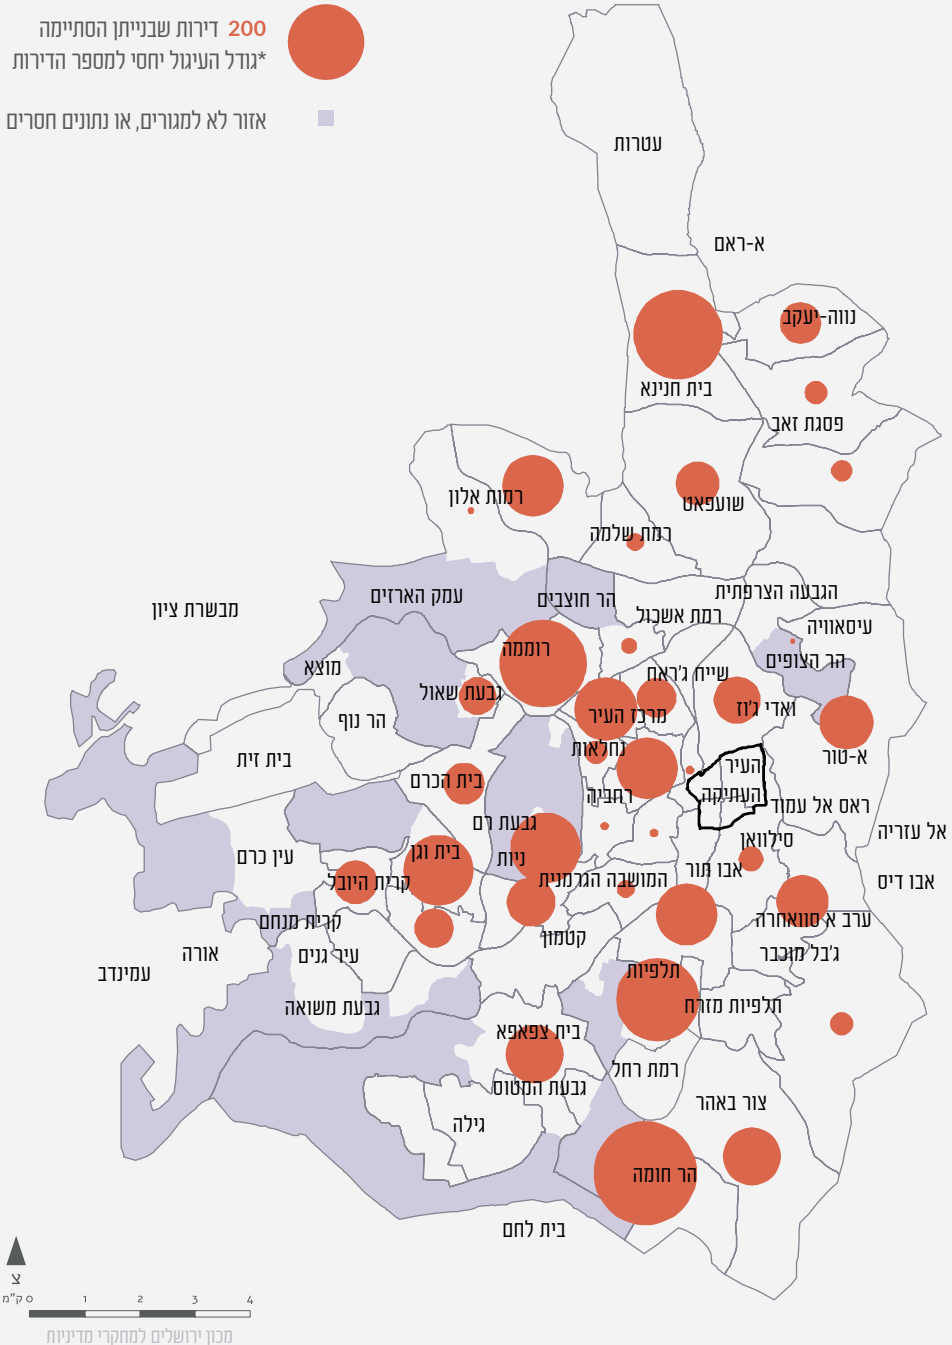 200 דירות שבנייתן הסתיימה
*גודל העיגול יחסי למספר הדירות
אזור לא למגורים, או נתונים חסרים
עטרות
א-ראם
נווה-יעקב
בית חנינא
פסגת זאב
רמות אלון
שועפאט
רמת שלמה
עמק הארזים
הר חוצבים
הגבעה הצרפתית
מבשרת ציון
רמת אשכול
עיסאוויה
רוממה
הר הצופים
מוצא
שייח ג'ראח
גבעת שאול
ואדי ג'וז
מרכז העיר
הר נוף
נחלאות
א-טור
בית זית
העיר
העתיקה
בית הכרם
רחביה
ראס אל עמוד
גבעת רם
אל עזריה
סילוואן
עין כרם
בית וגן
ניות
אבו תור
קרית היובל
המושבה הגרמנית
אבו דיס
קרית מנחם
ערב א סוואחרה
קטמון
אורה
עיר גנים
ג'בל מוכבר
עמינדב
תלפיות
גבעת משואה
תלפיות מזרח
בית צפאפא
רמת רחל
גבעת המטוס
צור באהר
גילה
הר חומה
בית לחם
צ
0 ק"מ 1 2 3 4
מכון ירושלים למחקרי מדיניות